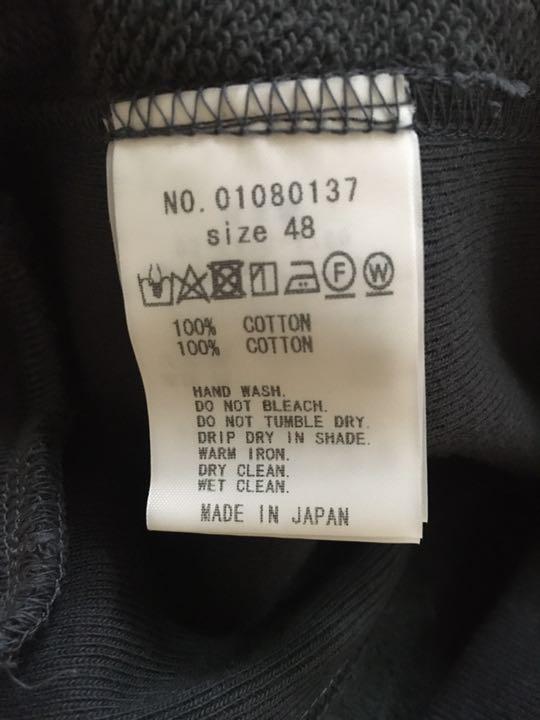 NO. 01080137
size 48
F W
100% COTTON
100% COTTON
HAND WASH.
DO NOT BLEACH.
DO NOT TUMBLE DRY.
DRIP DRY IN SHADE.
WARM IRON.
DRY CLEAN.
WET CLEAN.
MADE IN JAPAN